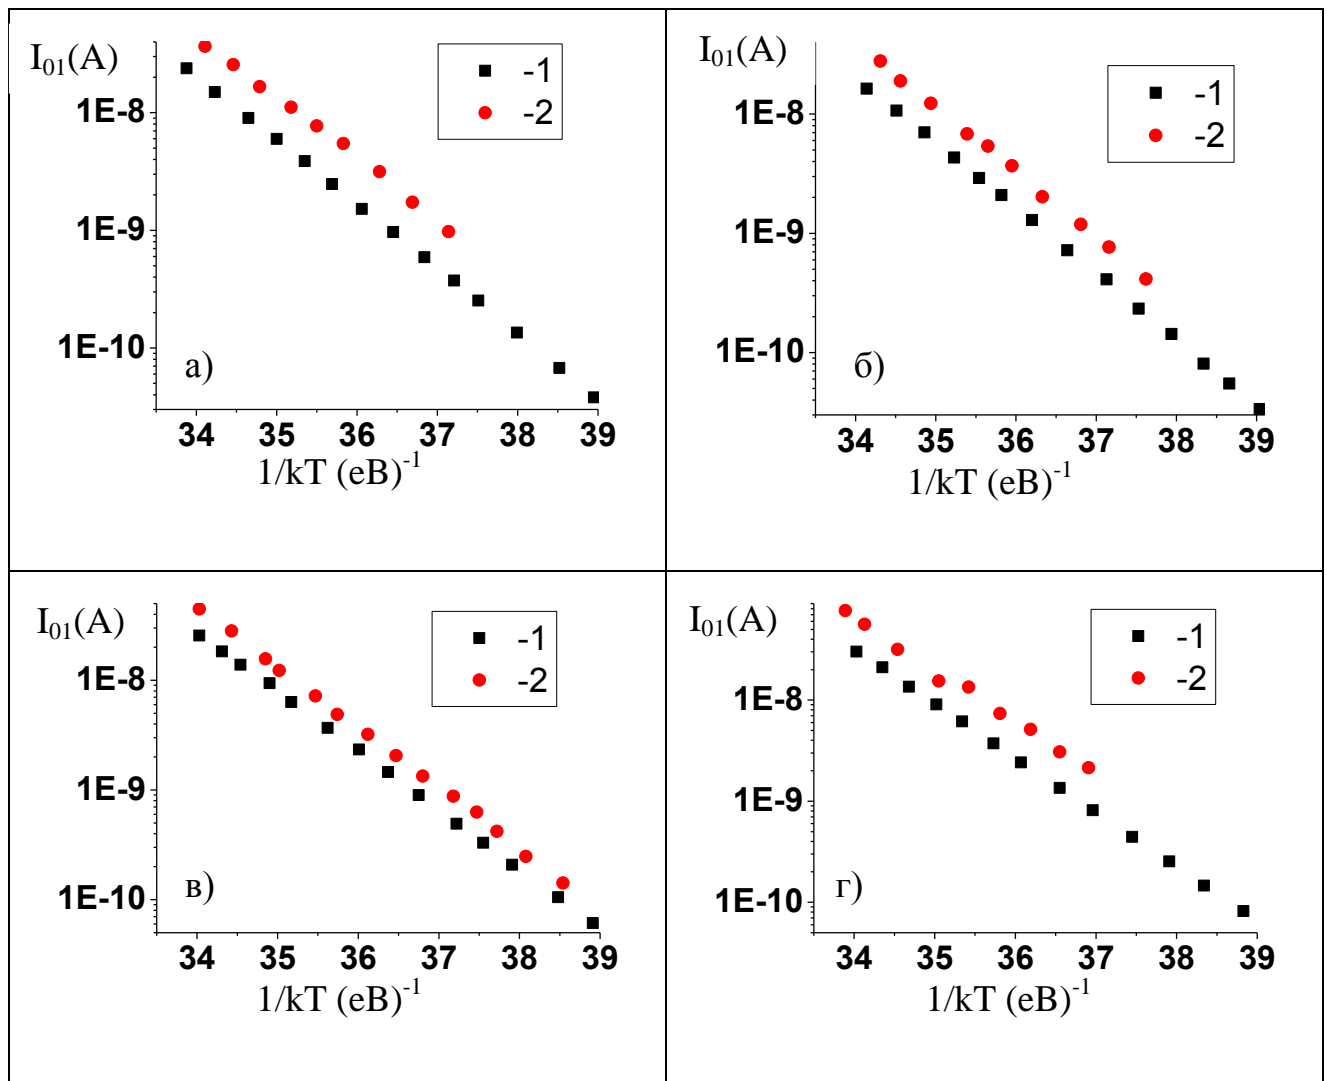 I01(A)
-1
-2
1E-8
1E-9
1E-10
а)
34 35 36 37 38 39
1/kT (eB)-1
I01(A)
-1
-2
1E-8
1E-9
1E-10
б)
34 35 36 37 38 39
1/kT (eB)-1
I01(A)
-1
-2
1E-8
1E-9
1E-10
в)
34 35 36 37 38 39
1/kT (eB)-1
I01(A)
-1
-2
1E-8
1E-9
1E-10
г)
34 35 36 37 38 39
1/kT (eB)-1